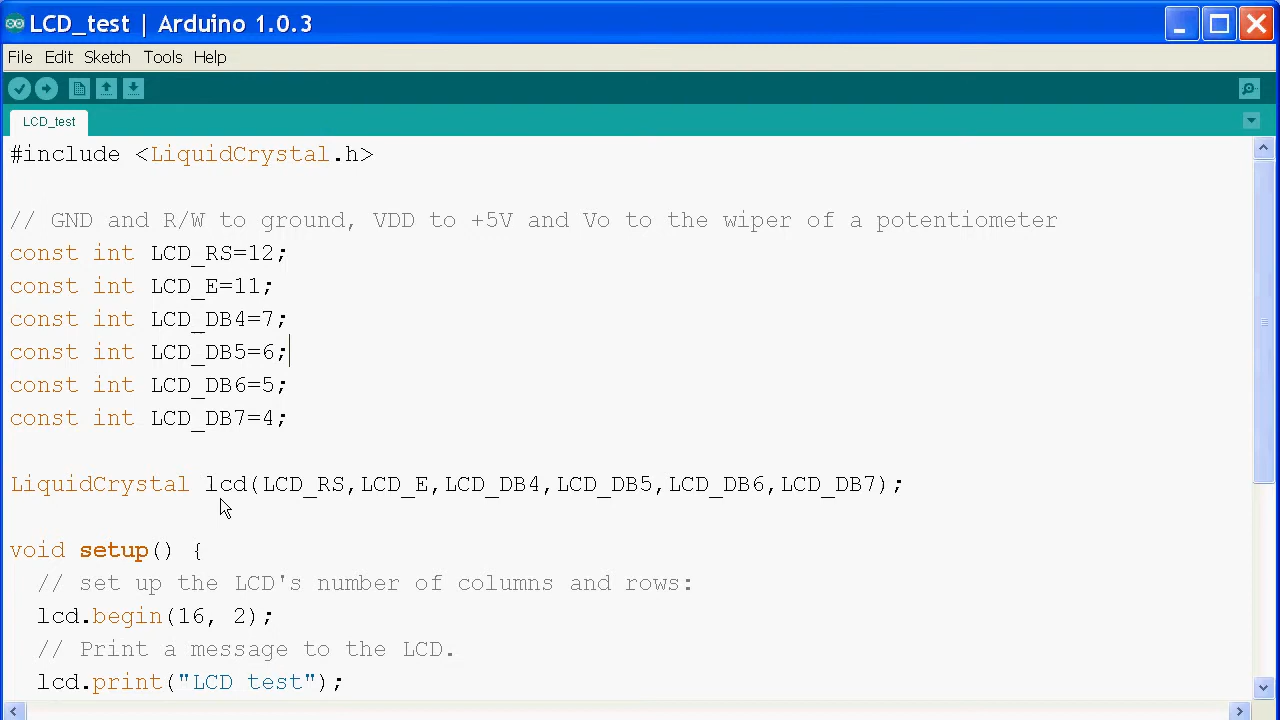 LCD_test | Arduino 1.0.3
File Edit Sketch Tools Help
LCD_test
#include <LiquidCrystal.h>
// GND and R/W to ground, VDD to +5V and Vo to the wiper of a potentiometer
const int LCD_RS=12;
const int LCD_E=11;
const int LCD_DB4=7;
const int LCD_DB5=6;
const int LCD_DB6=5;
const int LCD_DB7=4;
LiquidCrystal lcd(LCD_RS,LCD_E,LCD_DB4,LCD_DB5,LCD_DB6,LCD_DB7);
void setup() {
// set up the LCD's number of columns and rows:
lcd.begin(16, 2);
// Print a message to the LCD.
lcd.print("LCD test");